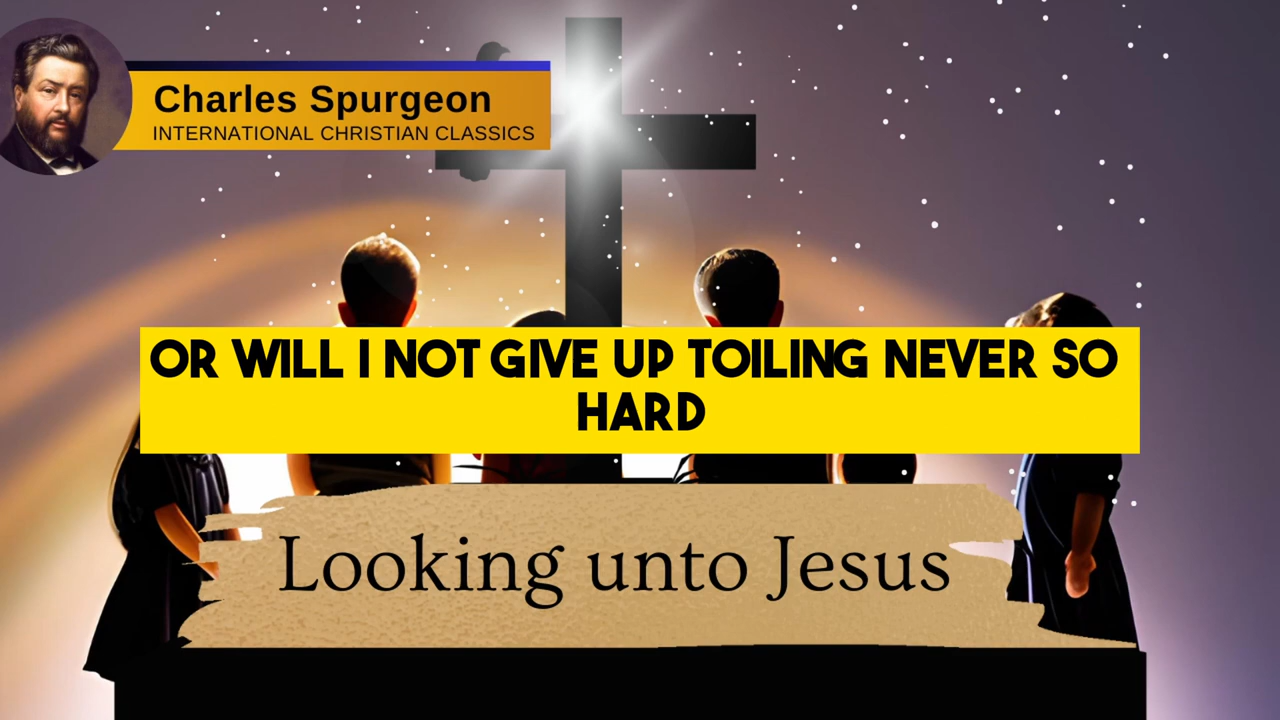 Charles Spurgeon
INTERNATIONAL CHRISTIAN CLASSICS
OR WILL I NOT GIVE UP TOILING NEVER SO
HARD
Looking unto Jesus